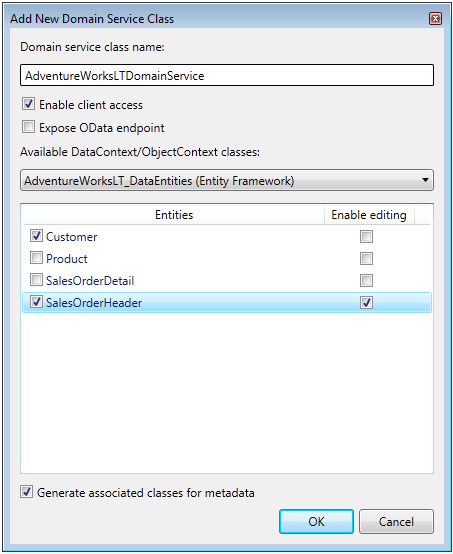 Add New Domain Service Class
Domain service class name:
AdventureWorksLTDomainService
Enable client access
Expose OData endpoint
Available DataContext/ObjectContext classes:
AdventureWorksLT_DataEntities (Entity Framework)
Entities Enable editing
Customer
Product
SalesOrderDetail
SalesOrderHeader
Generate associated classes for metadata
OK Cancel